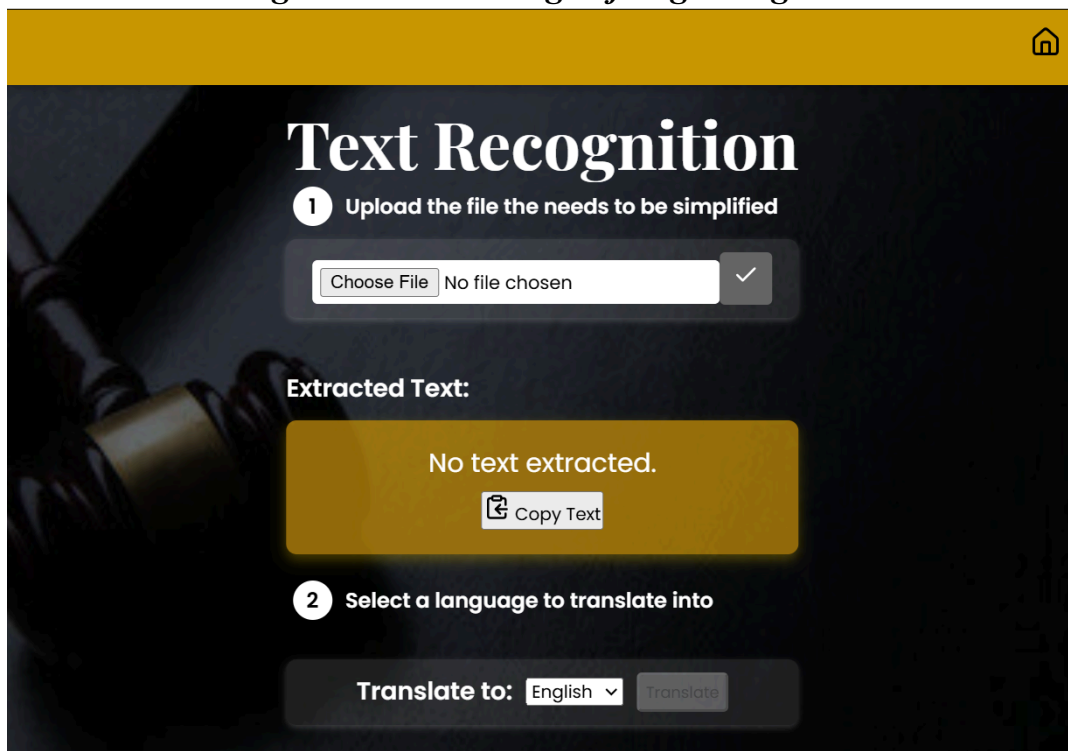 Text Recognition
1 Upload the file the needs to be simplified
Choose File No file chosen
Extracted Text:
No text extracted.
Copy Text
2 Select a language to translate into
Translate to: English Translate